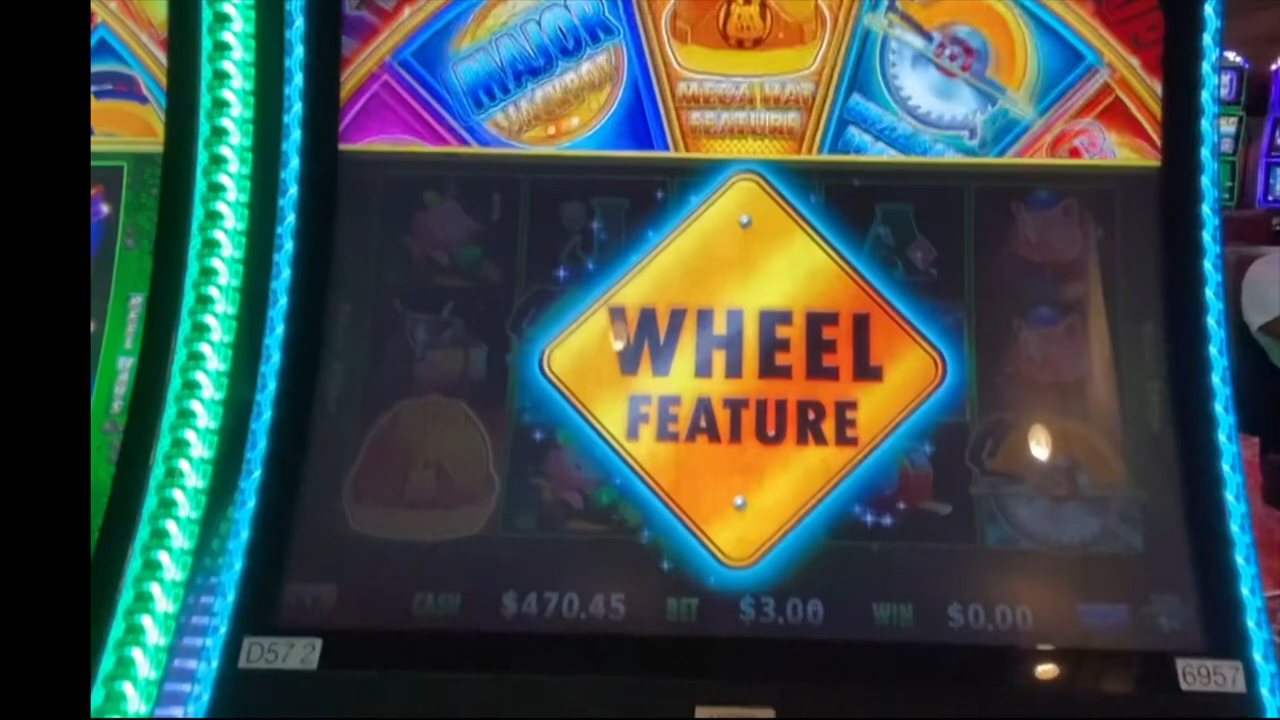 MAJOR
MEGA HAT
FEATURE
WHEEL
FEATURE
CASH $470.45 BET $3.00 WIN $0.00
D57 2
6957